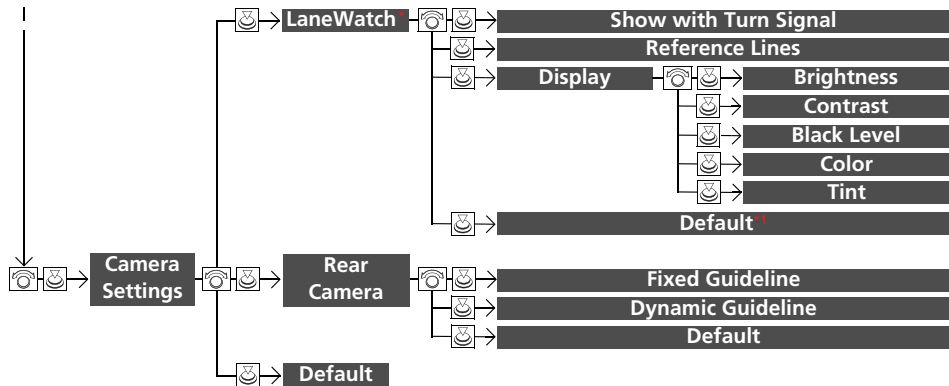 LaneWatch*
Show with Turn Signal
Reference Lines
Display
Brightness
Contrast
Black Level
Color
Tint
Default*1
Camera
Settings
Rear
Camera
Fixed Guideline
Dynamic Guideline
Default
Default